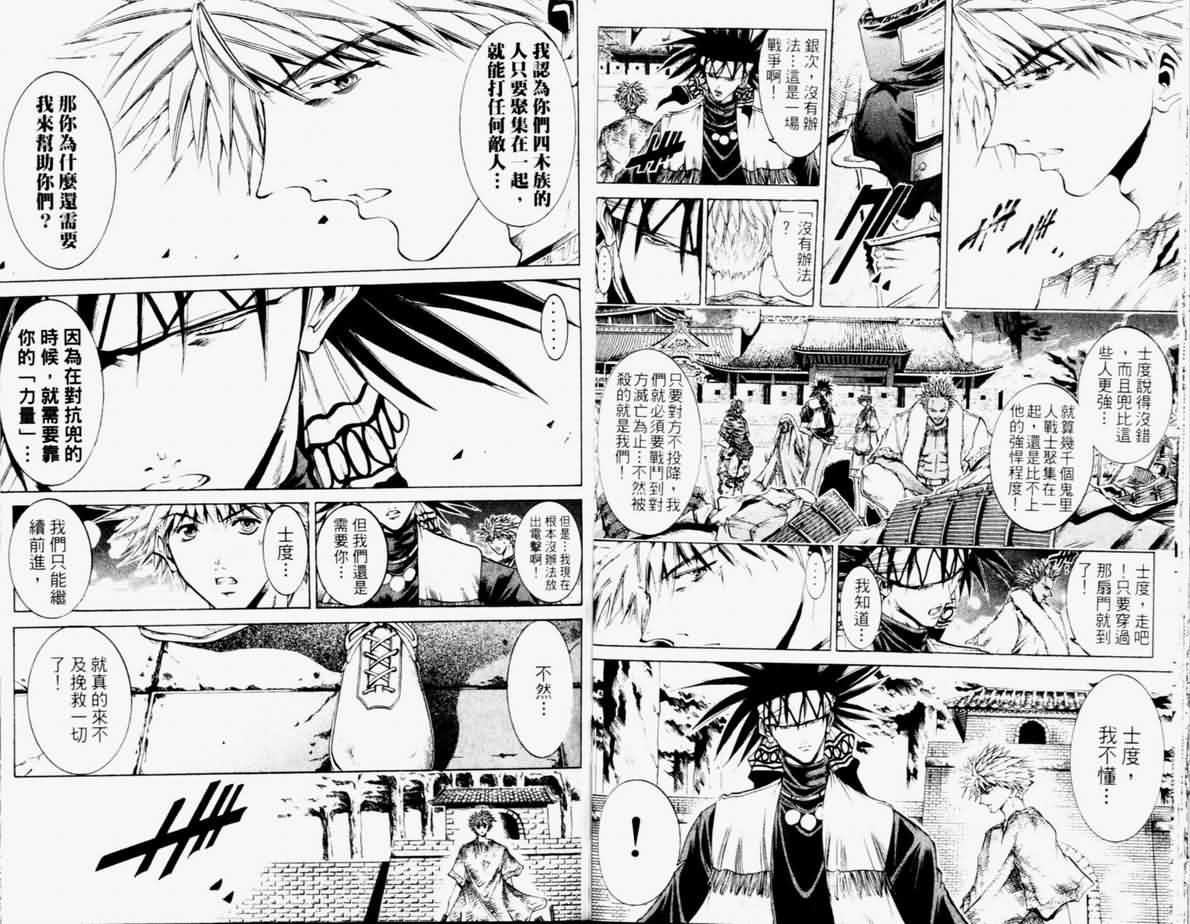 銀次，沒有辦
法…這是一場
戰爭啊！
「沒有辦法
」？
……
士度說得沒錯
，而且兜比這
些人更強…
就算幾千個鬼里
人戰士聚集在一
起，還是比不上
他的強悍程度！
只要對方不投降，我
們就必須要戰鬥到對
方滅亡為止…不然被
殺的就是我們！
士度，走吧
！只要穿過
那扇門就到
了！
我知道…
……
士度，
我不懂…
！
我認為你們四木族的
人只要聚集在一起，
就能打任何敵人…
那你為什麼還需要
我來幫助你們？
……
因為在對抗兜的
時候，就需要靠
你的「力量」…
但是…我現在
根本沒辦法放
出電擊啊！
但我們還是
需要你…
士度…
我們只能繼
續前進，
不然…
就真的來不
及挽救一切
了！